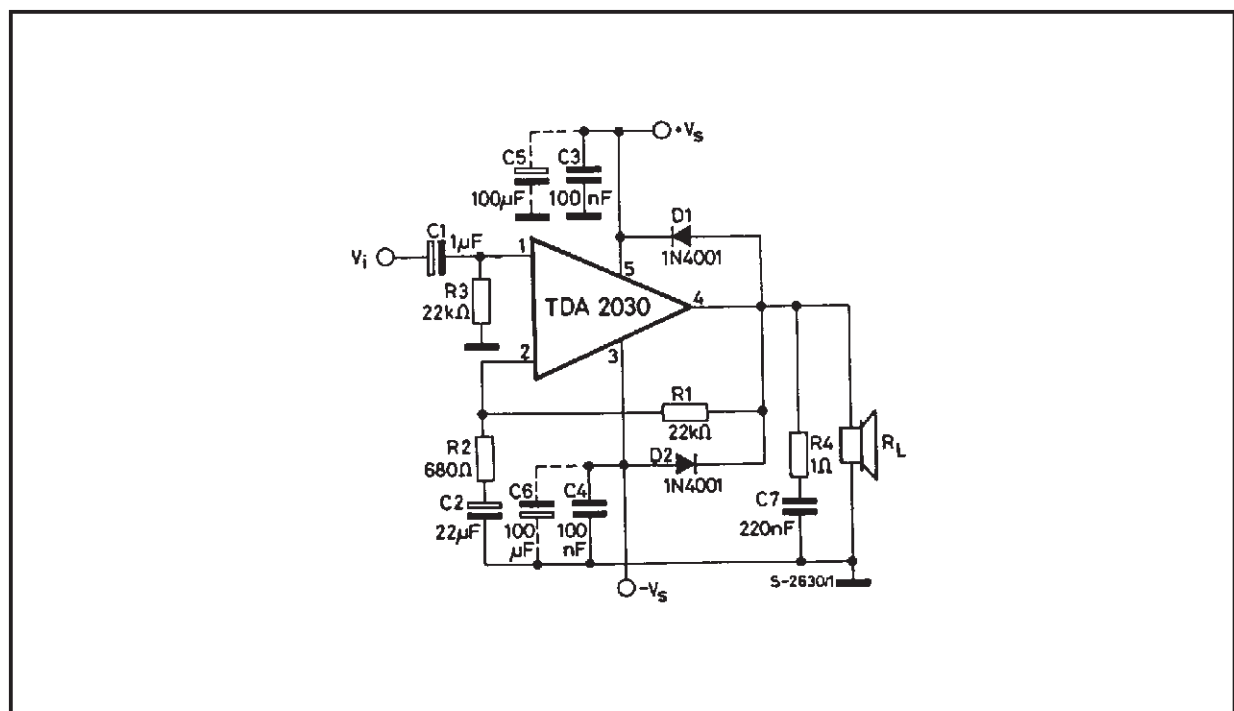 +Vs
C5
100µF
C3
100 nF
D1
1N4001
Vi
C1
1µF
1
5
R3
22kΩ
TDA 2030
4
2
3
R1
22kΩ
R2
680Ω
D2
1N4001
R4
1Ω
RL
C2
22µF
C6
100
µF
C4
100
nF
C7
220nF
-Vs
S-2630/1